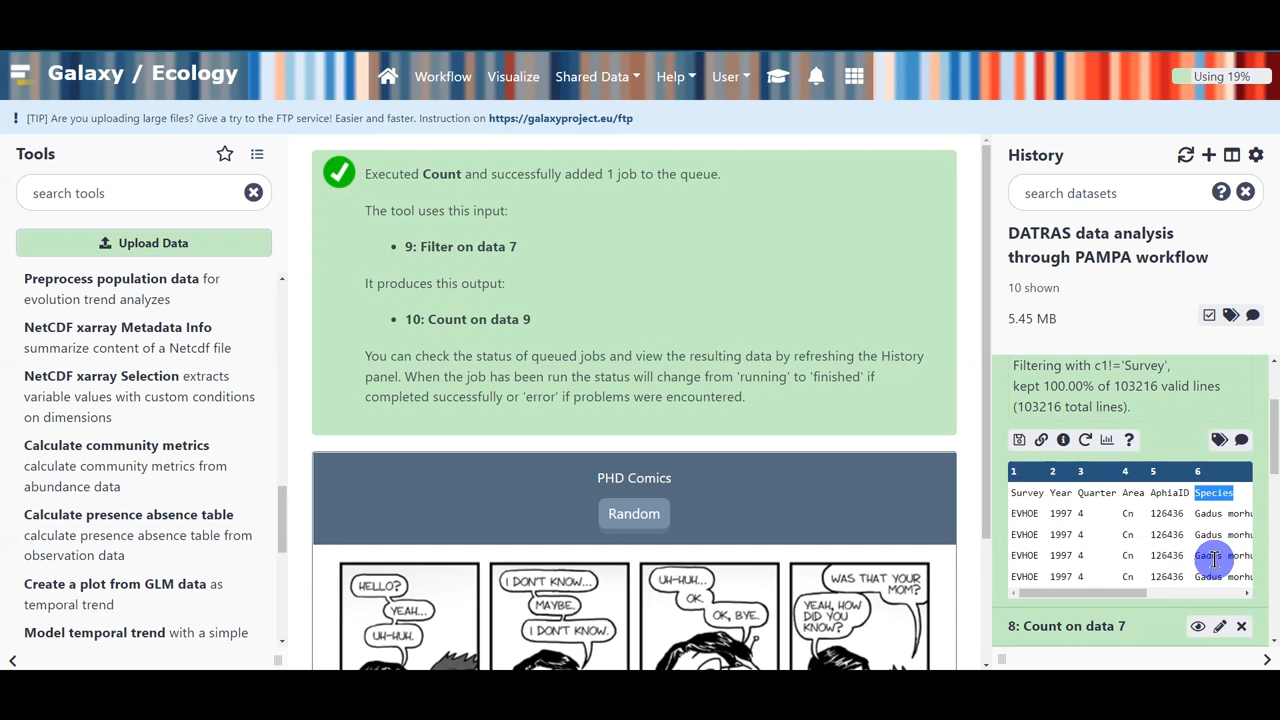 Galaxy / Ecology
Workflow
Visualize
Shared Data
Help
User
Using 19%
! [TIP] Are you uploading large files? Give a try to the FTP service! Easier and faster. Instruction on https://galaxyproject.eu/ftp
Tools
search tools
Upload Data
Preprocess population data for
evolution trend analyzes
NetCDF xarray Metadata Info
summarize content of a Netcdf file
NetCDF xarray Selection extracts
variable values with custom conditions
on dimensions
Calculate community metrics
calculate community metrics from
abundance data
Calculate presence absence table
calculate presence absence table from
observation data
Create a plot from GLM data as
temporal trend
Model temporal trend with a simple
Executed Count and successfully added 1 job to the queue.
The tool uses this input:
• 9: Filter on data 7
It produces this output:
• 10: Count on data 9
You can check the status of queued jobs and view the resulting data by refreshing the History
panel. When the job has been run the status will change from 'running' to 'finished' if
completed successfully or 'error' if problems were encountered.
PHD Comics
Random
HELLO?
YEAH...
UH-HUH.
I DON'T KNOW...
MAYBE.
I DON'T KNOW.
UH-HUH...
OK.
OK, BYE.
WAS THAT YOUR
MOM?
YEAH, HOW
DID YOU
KNOW?
History
search datasets
DATRAS data analysis
through PAMPA workflow
10 shown
5.45 MB
Filtering with c1!='Survey',
kept 100.00% of 103216 valid lines
(103216 total lines).
1 2 3 4 5 6
Survey Year Quarter Area AphiaID Species
EVHOE 1997 4 Cn 126436 Gadus morhu
EVHOE 1997 4 Cn 126436 Gadus morhu
EVHOE 1997 4 Cn 126436 Gadus morhu
EVHOE 1997 4 Cn 126436 Gadus morhu
8: Count on data 7